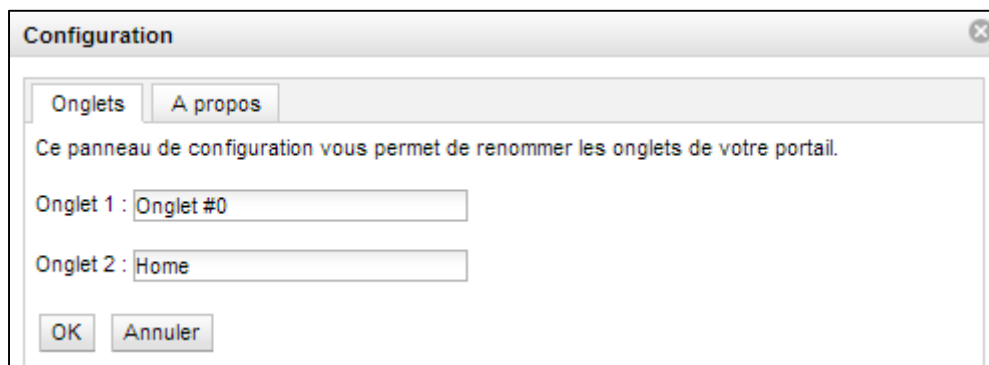 Configuration
Onglets A propos
Ce panneau de configuration vous permet de renommer les onglets de votre portail.
Onglet 1 : Onglet #0
Onglet 2 : Home
OK Annuler